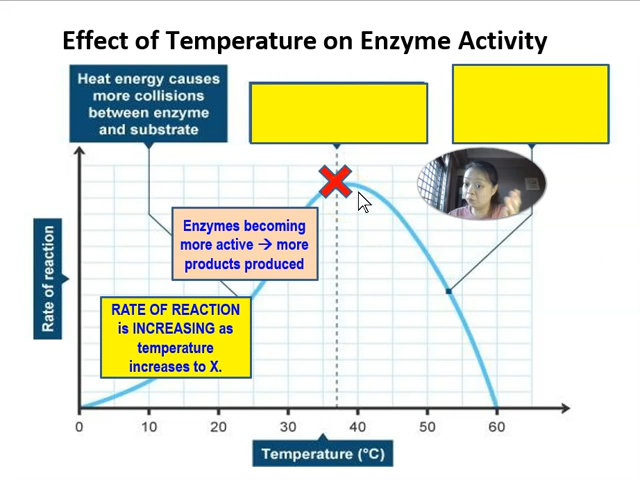 Effect of Temperature on Enzyme Activity
Heat energy causes
more collisions
between enzyme
and substrate
Enzymes becoming
more active → more
products produced
RATE OF REACTION
is INCREASING as
temperature
increases to X.
Rate of reaction
0 10 20 30 40 50 60
Temperature (°C)